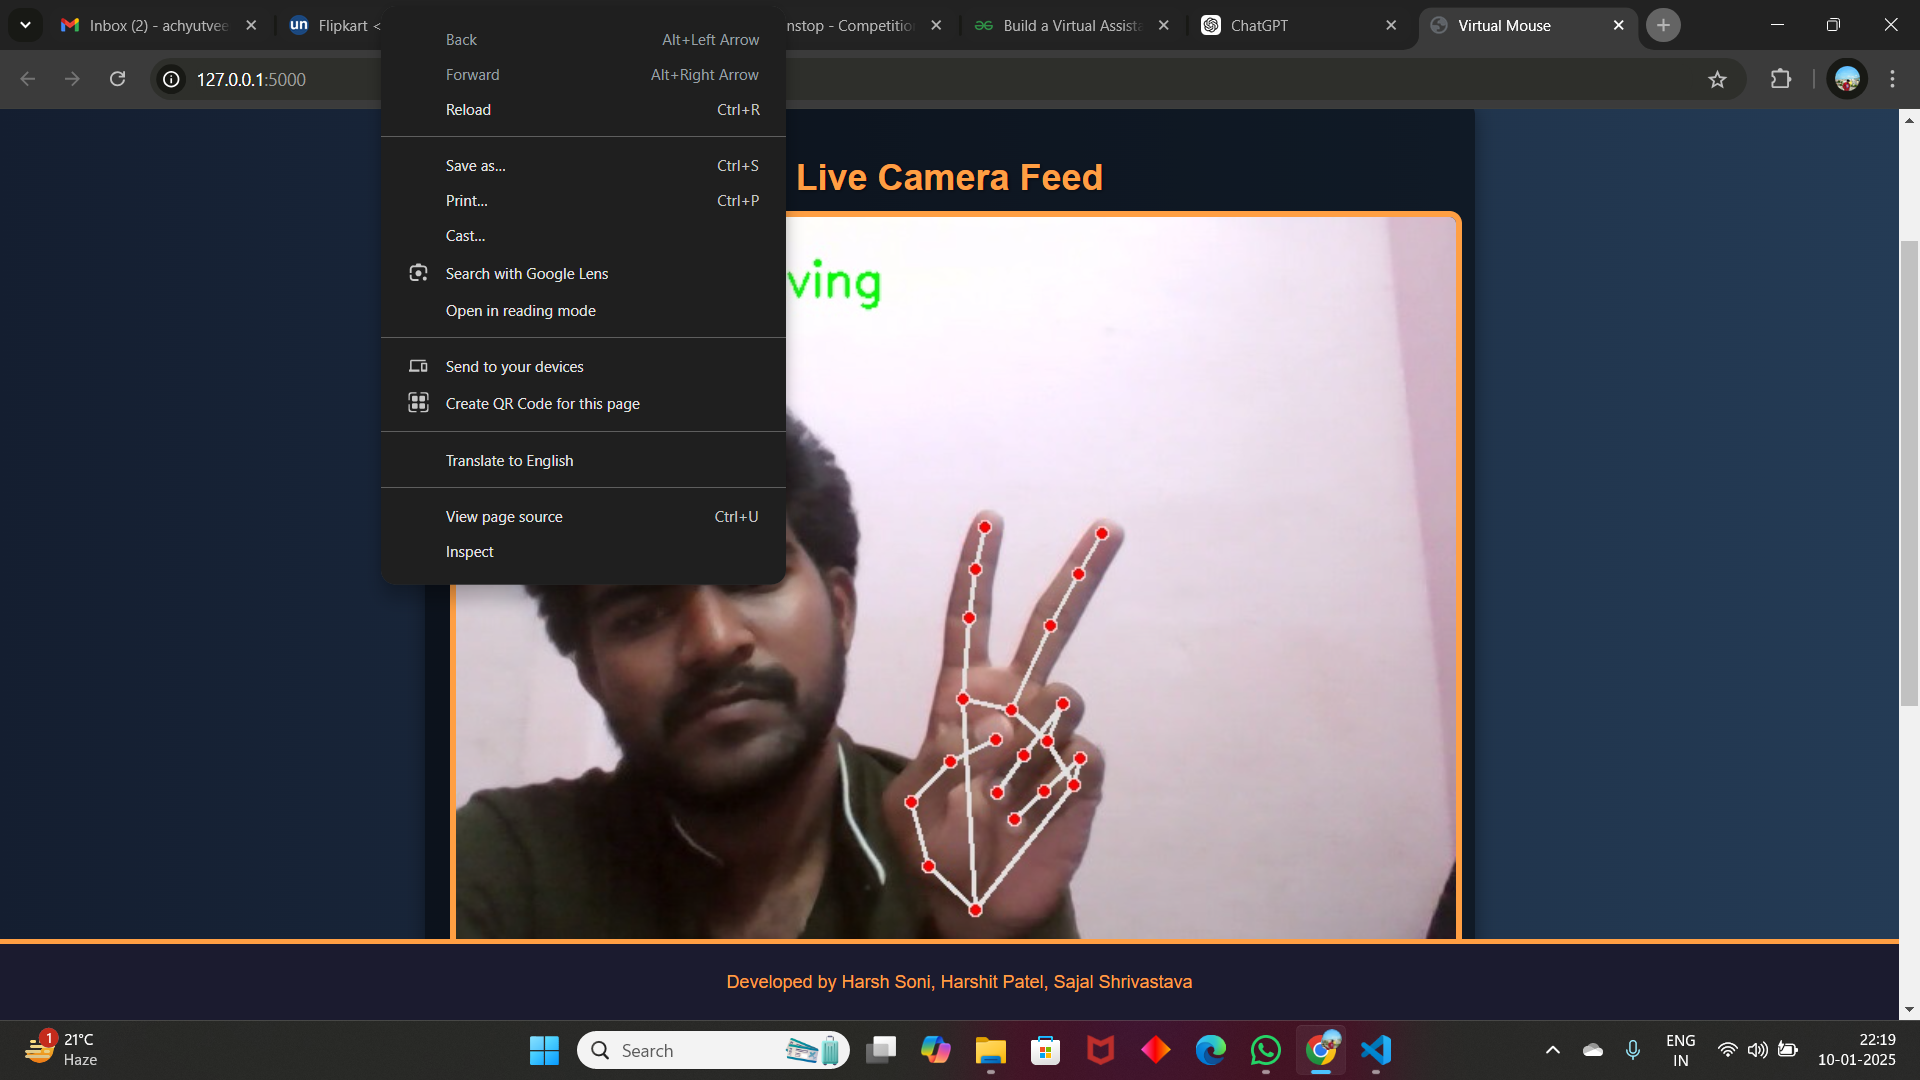 Inbox (2) - achyutvee
un
Flipkart <
nstop - Competitio
Build a Virtual Assista
ChatGPT
Virtual Mouse
127.0.0.1:5000
Back Alt+Left Arrow
Forward Alt+Right Arrow
Reload Ctrl+R
Save as... Ctrl+S
Print... Ctrl+P
Cast...
Search with Google Lens
Open in reading mode
Send to your devices
Create QR Code for this page
Translate to English
View page source Ctrl+U
Inspect
Live Camera Feed
ving
Developed by Harsh Soni, Harshit Patel, Sajal Shrivastava
1
21°C
Haze
Search
ENG
IN
22:19
10-01-2025